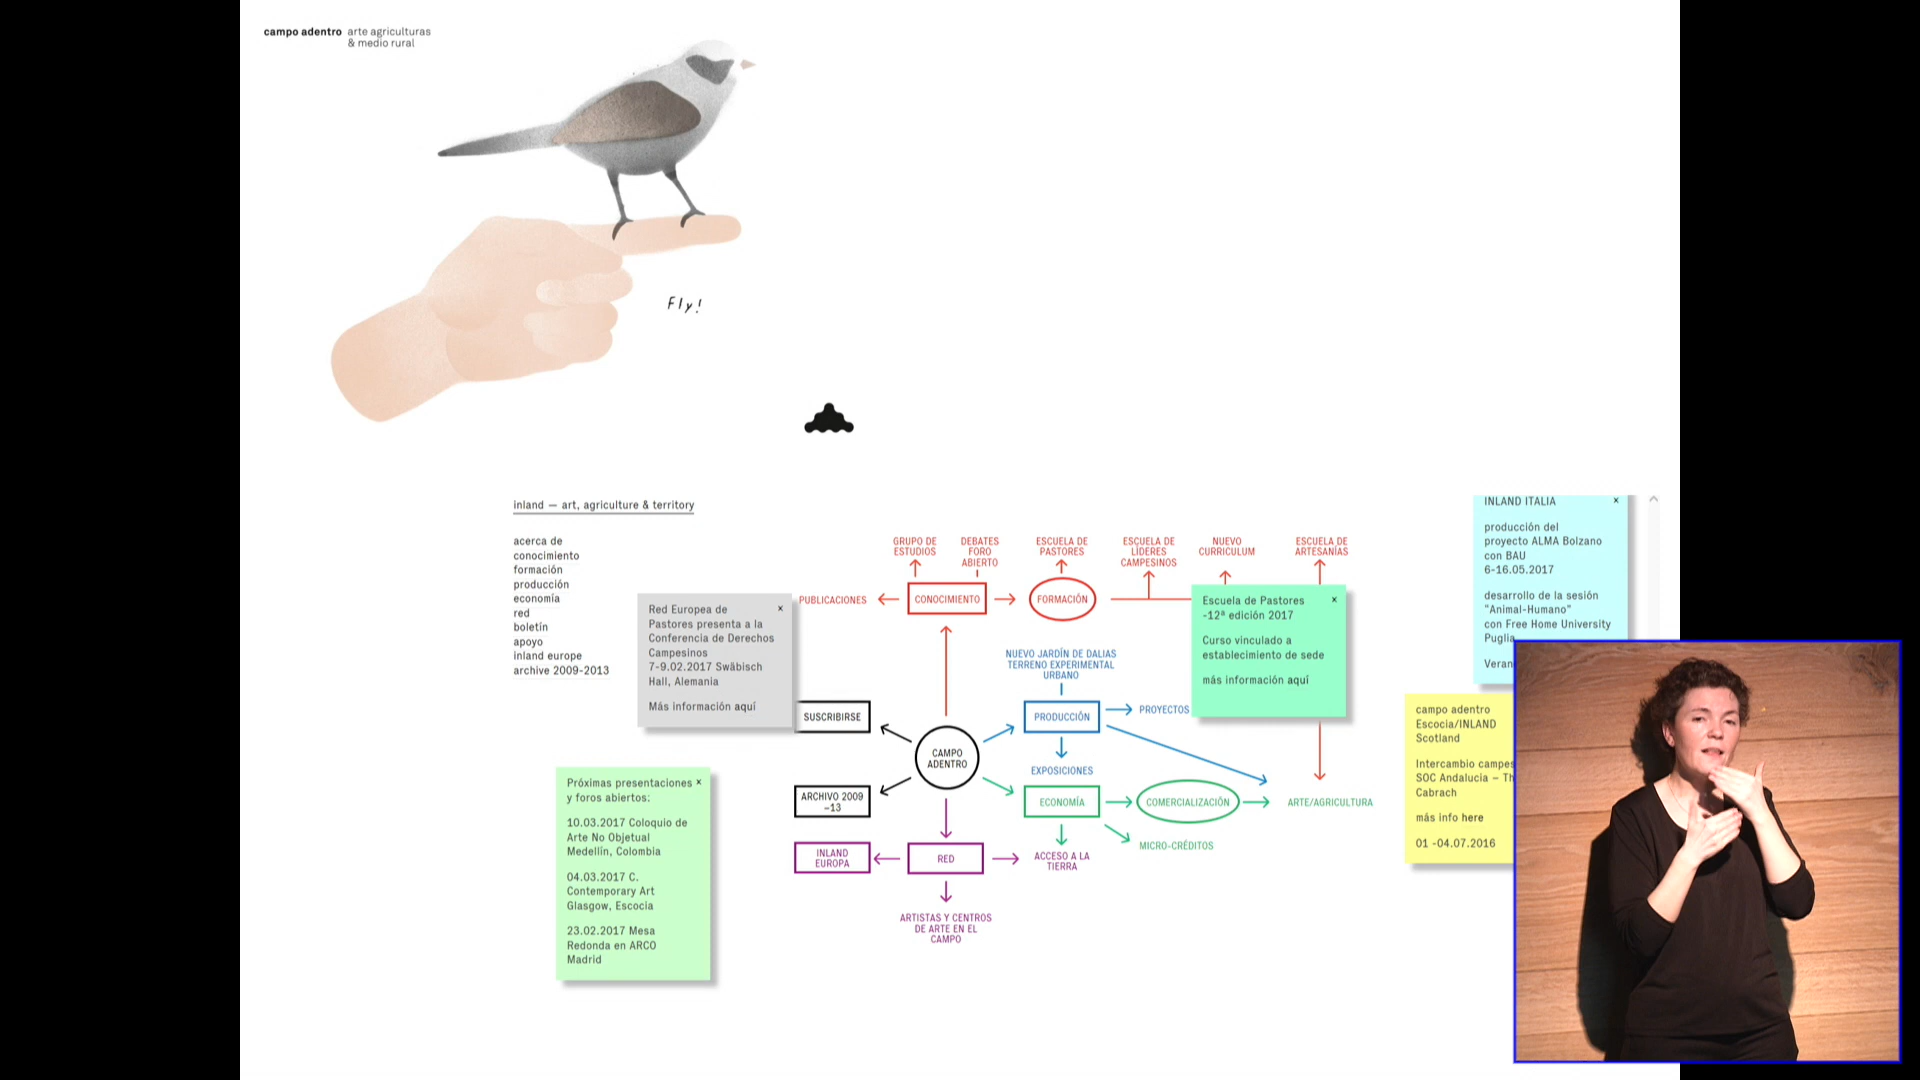 campo adentro arte agriculturas
& medio rural
Fly!
inland — art, agriculture & territory
acerca de
conocimiento
formación
producción
economía
red
boletín
apoyo
inland europe
archive 2009-2013
Red Europea de
Pastores presenta a la
Conferencia de Derechos
Campesinos
7-9.02.2017 Swäbisch
Hall, Alemania
Más información aquí
×
Próximas presentaciones ×
y foros abiertos:
10.03.2017 Coloquio de
Arte No Objetual
Medellín, Colombia
04.03.2017 C.
Contemporary Art
Glasgow, Escocia
23.02.2017 Mesa
Redonda en ARCO
Madrid
GRUPO DE
ESTUDIOS
DEBATES
FORO
ABIERTO
ESCUELA DE
PASTORES
ESCUELA DE
LÍDERES
CAMPESINOS
NUEVO
CURRICULUM
ESCUELA DE
ARTESANÍAS
PUBLICACIONES
CONOCIMIENTO
FORMACIÓN
Escuela de Pastores ×
-12ª edición 2017
Curso vinculado a
establecimiento de sede
más información aquí
NUEVO JARDÍN DE DALIAS
TERRENO EXPERIMENTAL
URBANO
SUSCRIBIRSE
PRODUCCIÓN
PROYECTOS
CAMPO
ADENTRO
EXPOSICIONES
ARCHIVO 2009
–13
ECONOMÍA
COMERCIALIZACIÓN
ARTE/AGRICULTURA
MICRO-CRÉDITOS
INLAND
EUROPA
RED
ACCESO A LA
TIERRA
ARTISTAS Y CENTROS
DE ARTE EN EL
CAMPO
INLAND ITALIA ×
producción del
proyecto ALMA Bolzano
con BAU
6-16.05.2017
desarrollo de la sesión
"Animal-Humano"
con Free Home University
Puglia
Veran
campo adentro
Escocia/INLAND
Scotland
Intercambio campes
SOC Andalucia – Th
Cabrach
más info here
01 -04.07.2016